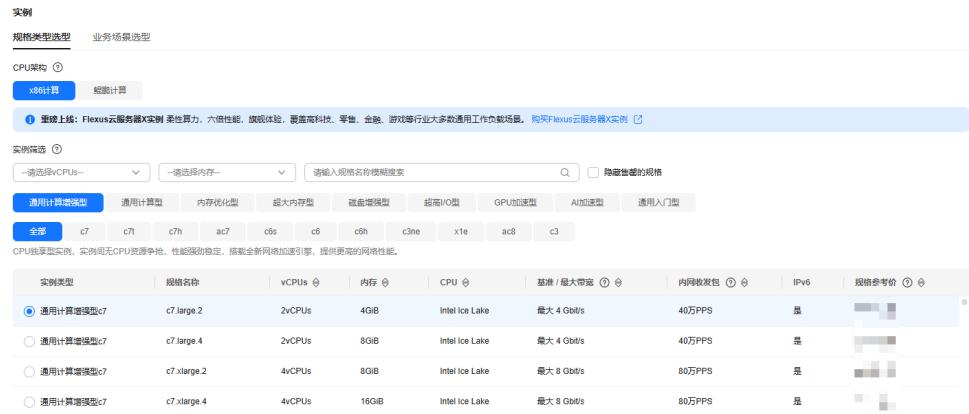 实例
规格类型选型 业务场景选型
CPU架构
x86计算 鲲鹏计算
重磅上线：Flexus云服务器X实例 柔性算力，六倍性能，旗舰体验，覆盖高科技、零售、金融、游戏等行业大多数通用工作负载场景。 购买Flexus云服务器X实例
实例筛选
--请选择vCPUs-- --请选择内存-- 请输入规格名称模糊搜索 隐藏售罄的规格
通用计算增强型 通用计算型 内存优化型 超大内存型 磁盘增强型 超高I/O型 GPU加速型 AI加速型 通用入门型
全部 c7 c7t c7h ac7 c6s c6 c6h c3ne x1e ac8 c3
CPU独享型实例，实例间无CPU资源争抢，性能强劲稳定，搭载全新网络加速引擎，提供更高的网络性能。
实例类型 规格名称 vCPUs 内存 CPU 基准 / 最大带宽 内网收发包 IPv6 规格参考价
通用计算增强型c7 c7.large.2 2vCPUs 4GiB Intel Ice Lake 最大 4 Gbit/s 40万PPS 是
通用计算增强型c7 c7.large.4 2vCPUs 8GiB Intel Ice Lake 最大 4 Gbit/s 40万PPS 是
通用计算增强型c7 c7.xlarge.2 4vCPUs 8GiB Intel Ice Lake 最大 8 Gbit/s 80万PPS 是
通用计算增强型c7 c7.xlarge.4 4vCPUs 16GiB Intel Ice Lake 最大 8 Gbit/s 80万PPS 是